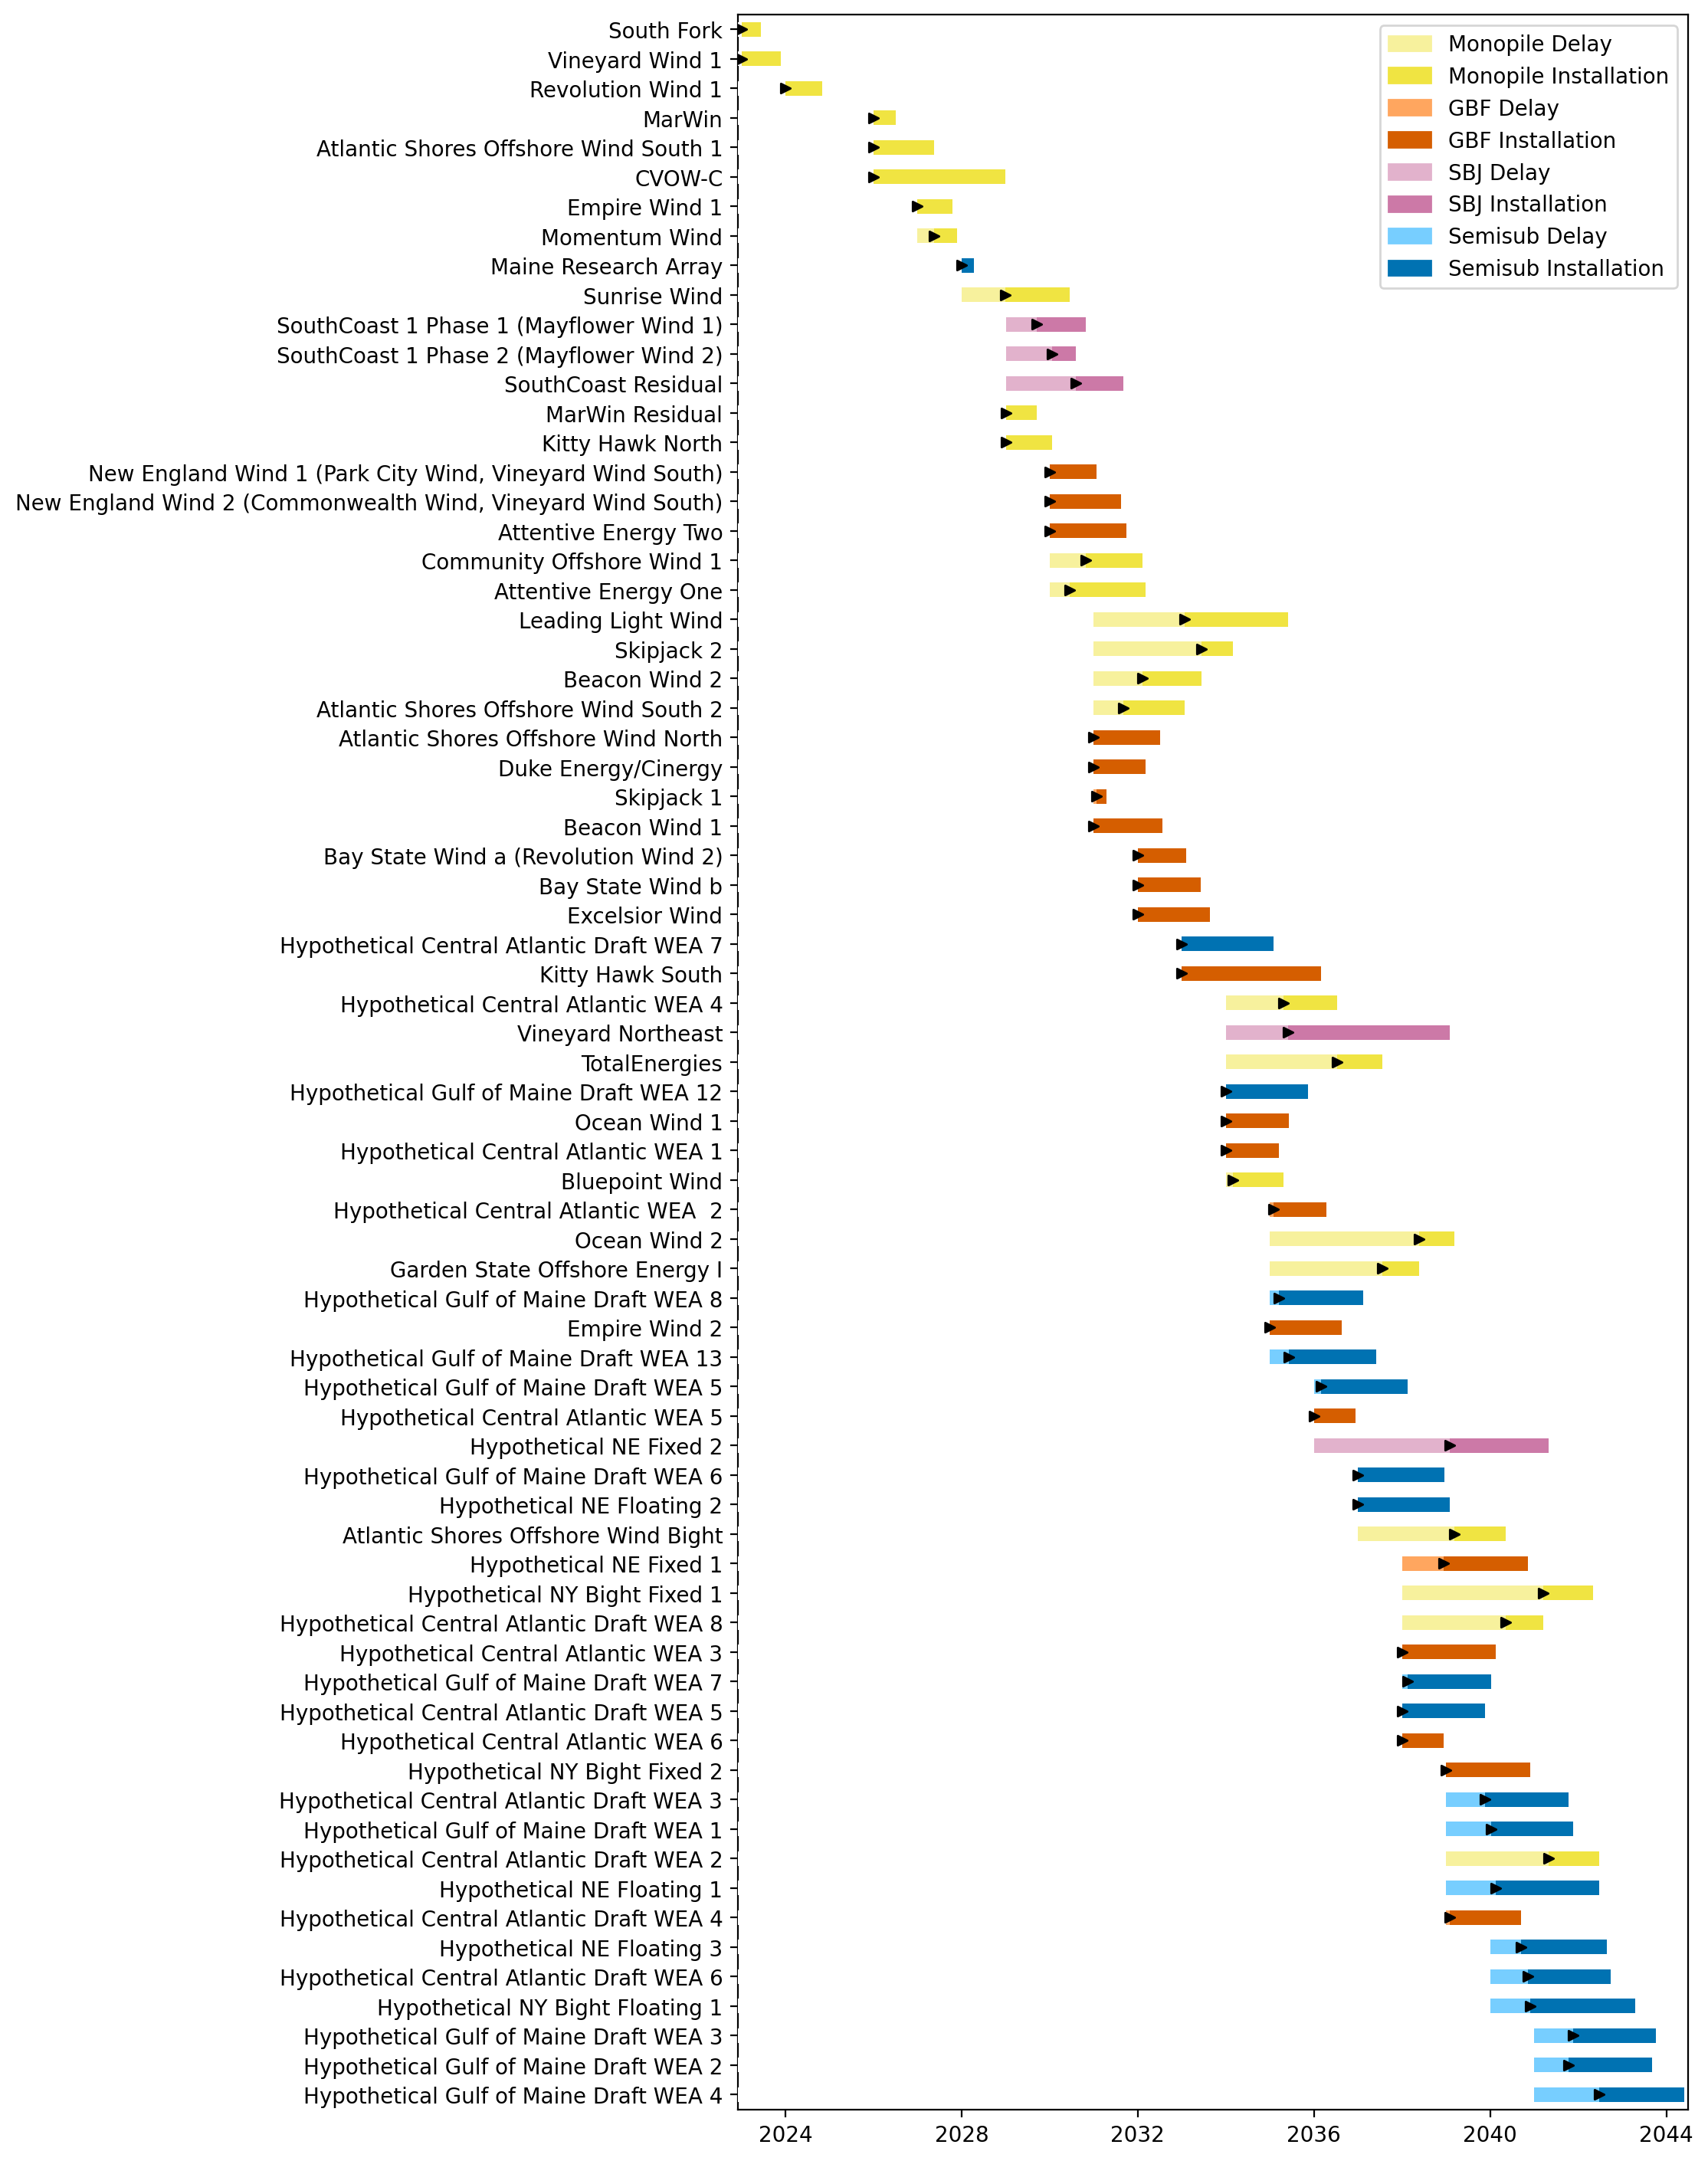 South Fork
Vineyard Wind 1
Revolution Wind 1
MarWin
Atlantic Shores Offshore Wind South 1
CVOW-C
Empire Wind 1
Momentum Wind
Maine Research Array
Sunrise Wind
SouthCoast 1 Phase 1 (Mayflower Wind 1)
SouthCoast 1 Phase 2 (Mayflower Wind 2)
SouthCoast Residual
MarWin Residual
Kitty Hawk North
New England Wind 1 (Park City Wind, Vineyard Wind South)
New England Wind 2 (Commonwealth Wind, Vineyard Wind South)
Attentive Energy Two
Community Offshore Wind 1
Attentive Energy One
Leading Light Wind
Skipjack 2
Beacon Wind 2
Atlantic Shores Offshore Wind South 2
Atlantic Shores Offshore Wind North
Duke Energy/Cinergy
Skipjack 1
Beacon Wind 1
Bay State Wind a (Revolution Wind 2)
Bay State Wind b
Excelsior Wind
Hypothetical Central Atlantic Draft WEA 7
Kitty Hawk South
Hypothetical Central Atlantic WEA 4
Vineyard Northeast
TotalEnergies
Hypothetical Gulf of Maine Draft WEA 12
Ocean Wind 1
Hypothetical Central Atlantic WEA 1
Bluepoint Wind
Hypothetical Central Atlantic WEA  2
Ocean Wind 2
Garden State Offshore Energy I
Hypothetical Gulf of Maine Draft WEA 8
Empire Wind 2
Hypothetical Gulf of Maine Draft WEA 13
Hypothetical Gulf of Maine Draft WEA 5
Hypothetical Central Atlantic WEA 5
Hypothetical NE Fixed 2
Hypothetical Gulf of Maine Draft WEA 6
Hypothetical NE Floating 2
Atlantic Shores Offshore Wind Bight
Hypothetical NE Fixed 1
Hypothetical NY Bight Fixed 1
Hypothetical Central Atlantic Draft WEA 8
Hypothetical Central Atlantic WEA 3
Hypothetical Gulf of Maine Draft WEA 7
Hypothetical Central Atlantic Draft WEA 5
Hypothetical Central Atlantic WEA 6
Hypothetical NY Bight Fixed 2
Hypothetical Central Atlantic Draft WEA 3
Hypothetical Gulf of Maine Draft WEA 1
Hypothetical Central Atlantic Draft WEA 2
Hypothetical NE Floating 1
Hypothetical Central Atlantic Draft WEA 4
Hypothetical NE Floating 3
Hypothetical Central Atlantic Draft WEA 6
Hypothetical NY Bight Floating 1
Hypothetical Gulf of Maine Draft WEA 3
Hypothetical Gulf of Maine Draft WEA 2
Hypothetical Gulf of Maine Draft WEA 4
Monopile Delay
Monopile Installation
GBF Delay
GBF Installation
SBJ Delay
SBJ Installation
Semisub Delay
Semisub Installation
2024 2028 2032 2036 2040 2044